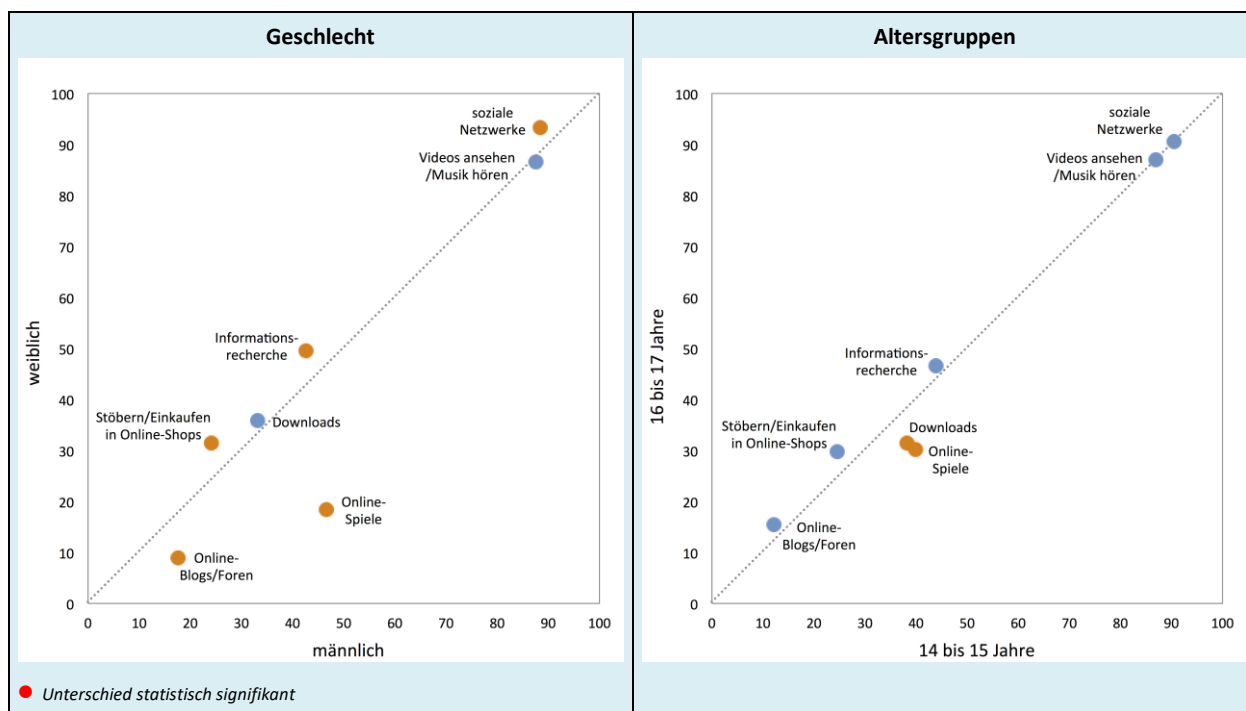 Geschlecht
100
90
80
70
60
50
40
30
20
10
0
weiblich
soziale
Netzwerke
Videos ansehen
/Musik hören
Informations-
recherche
Stöbern/Einkaufen
in Online-Shops
Downloads
Online-
Spiele
Online-
Blogs/Foren
0 10 20 30 40 50 60 70 80 90 100
männlich
Unterschied statistisch signifikant
Altersgruppen
100
90
80
70
60
50
40
30
20
10
0
16 bis 17 Jahre
soziale
Netzwerke
Videos ansehen
/Musik hören
Informations-
recherche
Stöbern/Einkaufen
in Online-Shops
Downloads
Online-
Spiele
Online-
Blogs/Foren
0 10 20 30 40 50 60 70 80 90 100
14 bis 15 Jahre